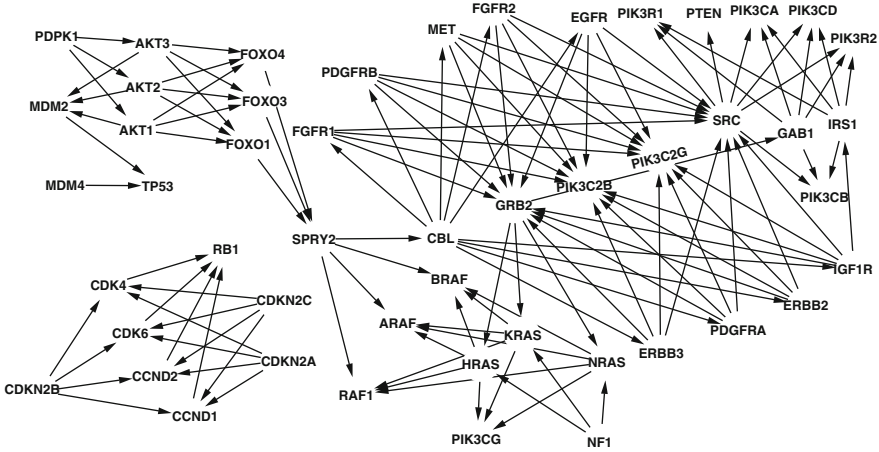 FGFR2
EGFR
PIK3R1
PTEN
PIK3CA
PIK3CD
MET
PIK3R2
PDPK1
AKT3
FOXO4
PDGFRB
AKT2
MDM2
FOXO3
AKT1
FGFR1
SRC
GAB1
IRS1
FOXO1
PIK3C2G
MDM4
TP53
PIK3C2B
PIK3CB
GRB2
SPRY2
CBL
RB1
IGF1R
CDK4
BRAF
CDKN2C
ERBB2
ARAF
KRAS
PDGFRA
CDK6
ERBB3
CDKN2A
HRAS
NRAS
CCND2
CDKN2B
RAF1
CCND1
PIK3CG
NF1